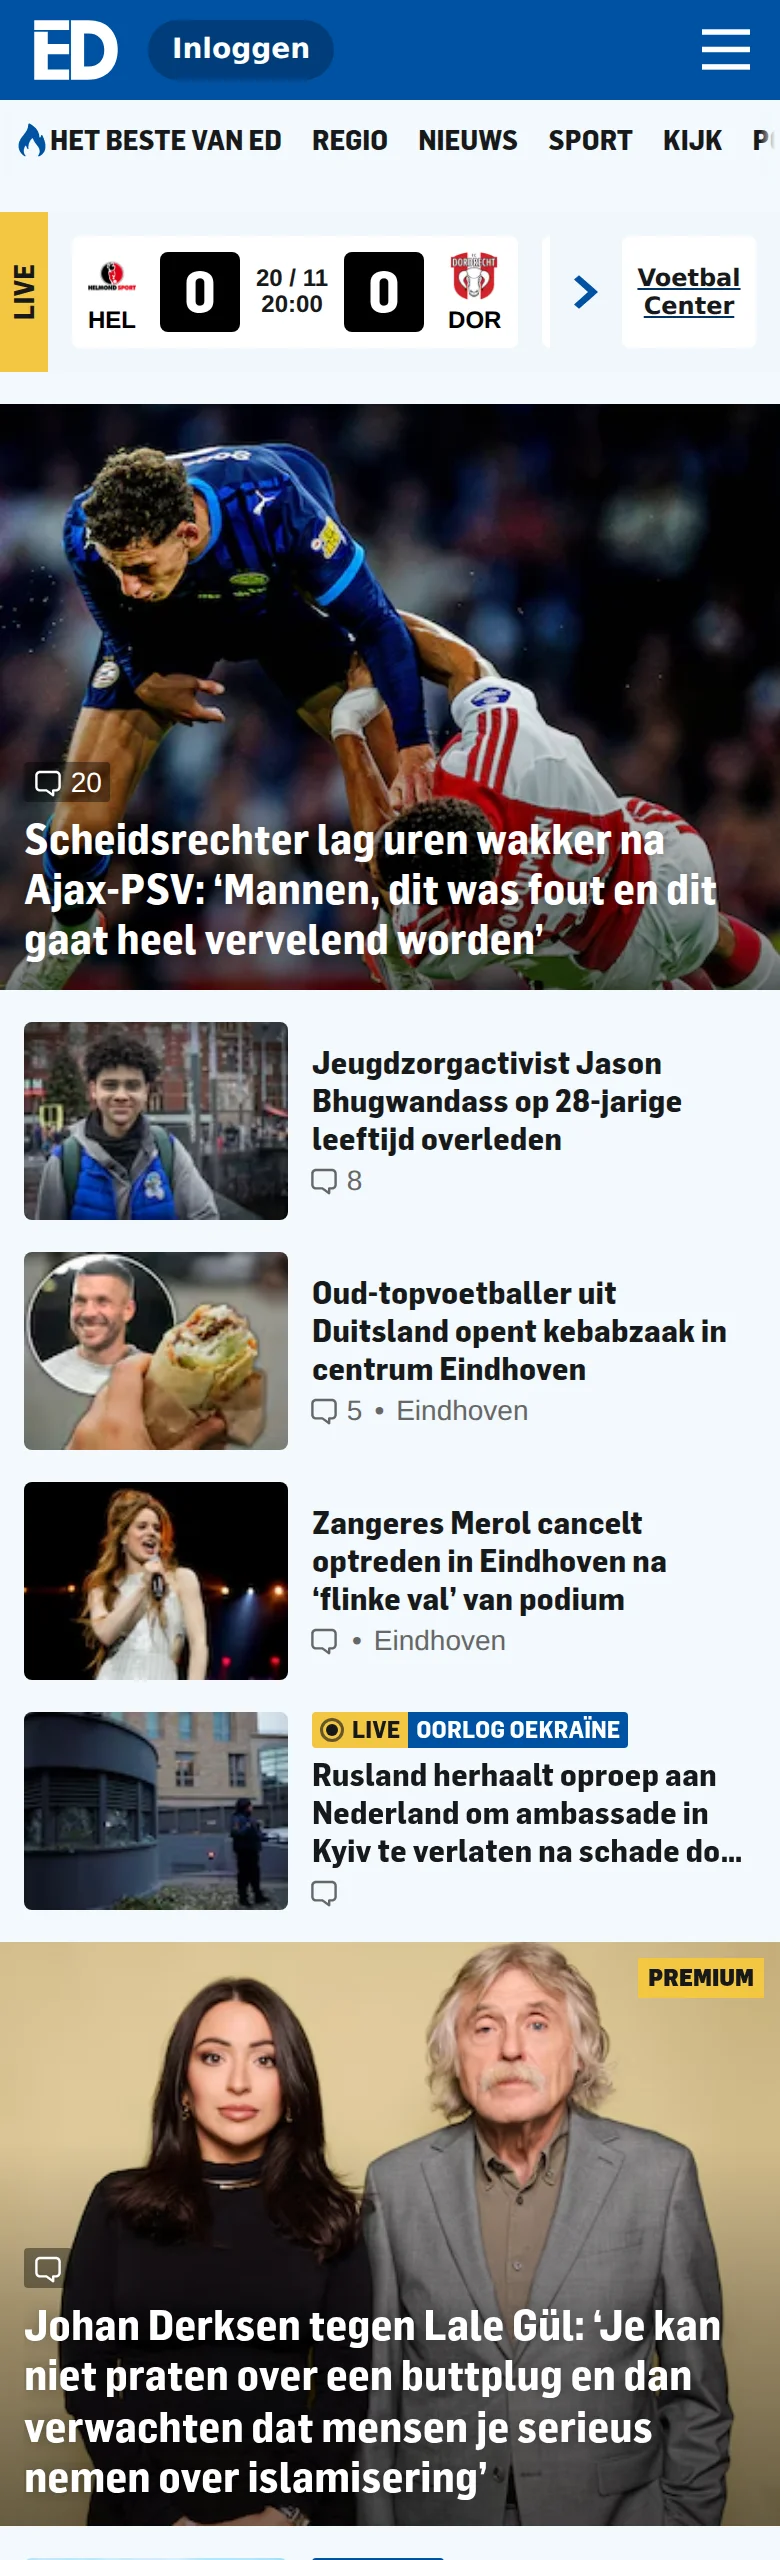 ED Inloggen
HET BESTE VAN ED REGIO NIEUWS SPORT KIJK
LIVE
HELMOND SPORT
HEL
0
20 / 11
20:00
0
DORDRECHT
DOR
Voetbal
Center
20
Scheidsrechter lag uren wakker na
Ajax-PSV: ‘Mannen, dit was fout en dit
gaat heel vervelend worden’
Jeugdzorgactivist Jason
Bhugwandass op 28-jarige
leeftijd overleden
8
Oud-topvoetballer uit
Duitsland opent kebabzaak in
centrum Eindhoven
5 • Eindhoven
Zangeres Merol cancelt
optreden in Eindhoven na
‘flinke val’ van podium
• Eindhoven
LIVE OORLOG OEKRAÏNE
Rusland herhaalt oproep aan
Nederland om ambassade in
Kyiv te verlaten na schade do...
PREMIUM
Johan Derksen tegen Lale Gül: ‘Je kan
niet praten over een buttplug en dan
verwachten dat mensen je serieus
nemen over islamisering’